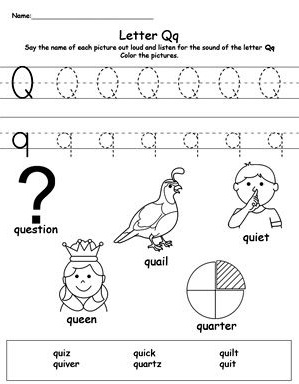 Name:
Letter Qq
Say the name of each picture out loud and listen for the sound of the letter Qq
Color the pictures.
Q Q Q Q Q Q Q
q q q q q q q
?
question
quail
quiet
queen
quarter
quiz quick quilt
quiver quartz quit